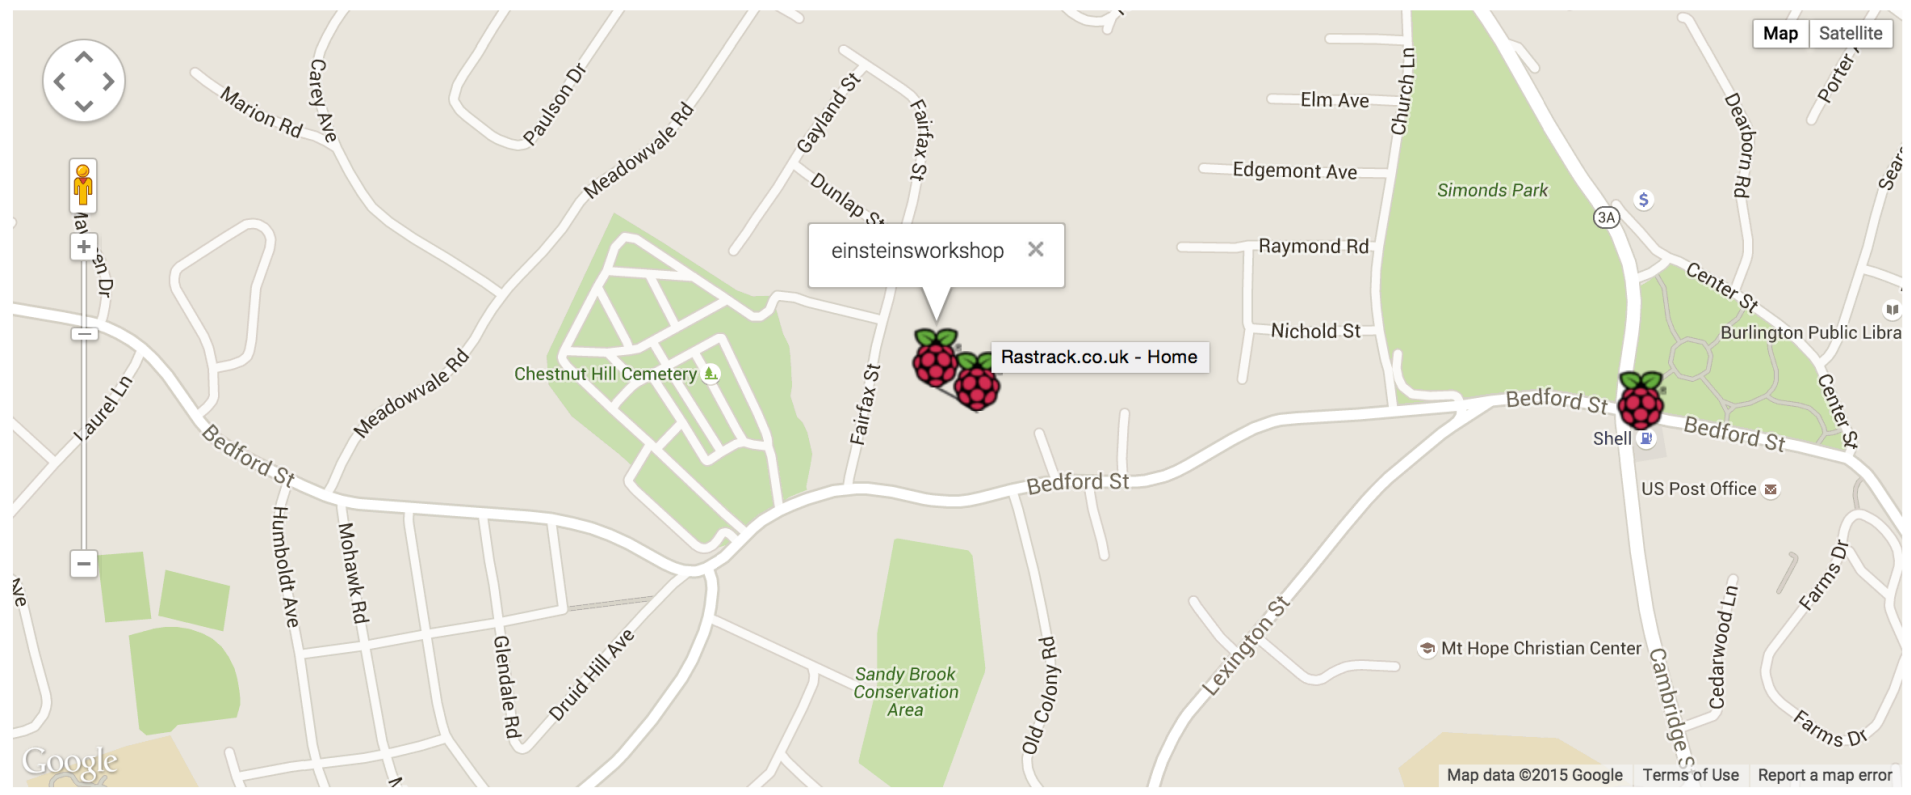 Map
Satellite
Carey Ave
Marion Rd
Paulson Dr
Meadowvale Rd
Gayland St
Fairfax St
Dunlap St
Church Ln
Elm Ave
Edgemont Ave
Simonds Park
Dearborn Rd
Porter
Sears
$
3A
Raymond Rd
Center St
einsteinsworkshop
Nichold St
Burlington Public Libra
Rastrack.co.uk - Home
Chestnut Hill Cemetery
Meadowvale Rd
Laurel Ln
Fairfax St
Bedford St
Bedford St
Center St
Shell
Bedford St
Bedford St
US Post Office
Humboldt Ave
Mohawk Rd
Farms Dr
Ave
Glendale Rd
Druid Hill Ave
Old Colony Rd
Lexington St
Mt Hope Christian Center
Cedarwood Ln
Cambridge S
Sandy Brook
Conservation
Area
Farms Dr
Google
Map data ©2015 Google
Terms of Use
Report a map error